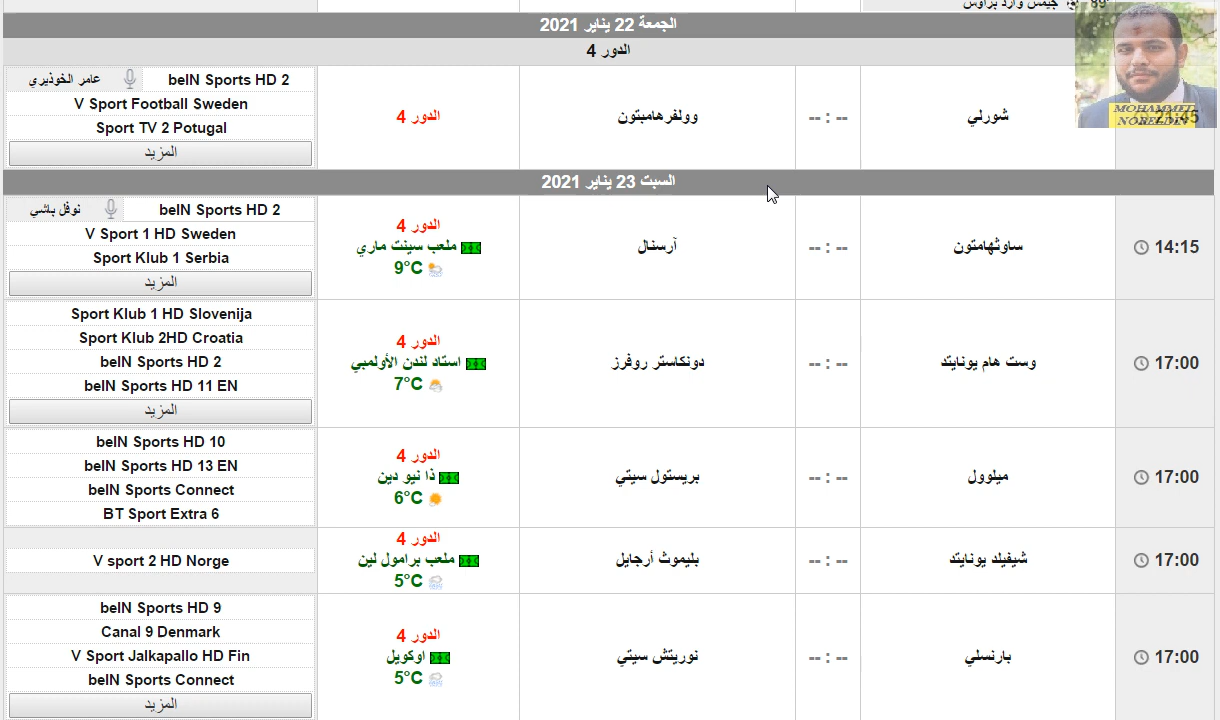 89' جيمس وارد براوس
الجمعة 22 يناير 2021
الدور 4
MOHAMMED
NORELDIN
21:45
شورلي
-- : --
وولفرهامبتون
الدور 4
beIN Sports HD 2
عامر الخوذيري
V Sport Football Sweden
Sport TV 2 Potugal
المزيد
السبت 23 يناير 2021
14:15
ساوثهامتون
-- : --
آرسنال
الدور 4
ملعب سينت ماري
9°C
beIN Sports HD 2
نوفل باشي
V Sport 1 HD Sweden
Sport Klub 1 Serbia
المزيد
17:00
وست هام يونايتد
-- : --
دونكاستر روفرز
الدور 4
استاد لندن الأولمبي
7°C
Sport Klub 1 HD Slovenija
Sport Klub 2HD Croatia
beIN Sports HD 2
beIN Sports HD 11 EN
المزيد
17:00
ميلوول
-- : --
بريستول سيتي
الدور 4
ذا نيو دين
6°C
beIN Sports HD 10
beIN Sports HD 13 EN
beIN Sports Connect
BT Sport Extra 6
17:00
شيفيلد يونايتد
-- : --
بليموث أرجايل
الدور 4
ملعب برامول لين
5°C
V sport 2 HD Norge
17:00
بارنسلي
-- : --
نوريتش سيتي
الدور 4
اوكويل
5°C
beIN Sports HD 9
Canal 9 Denmark
V Sport Jalkapallo HD Fin
beIN Sports Connect
المزيد